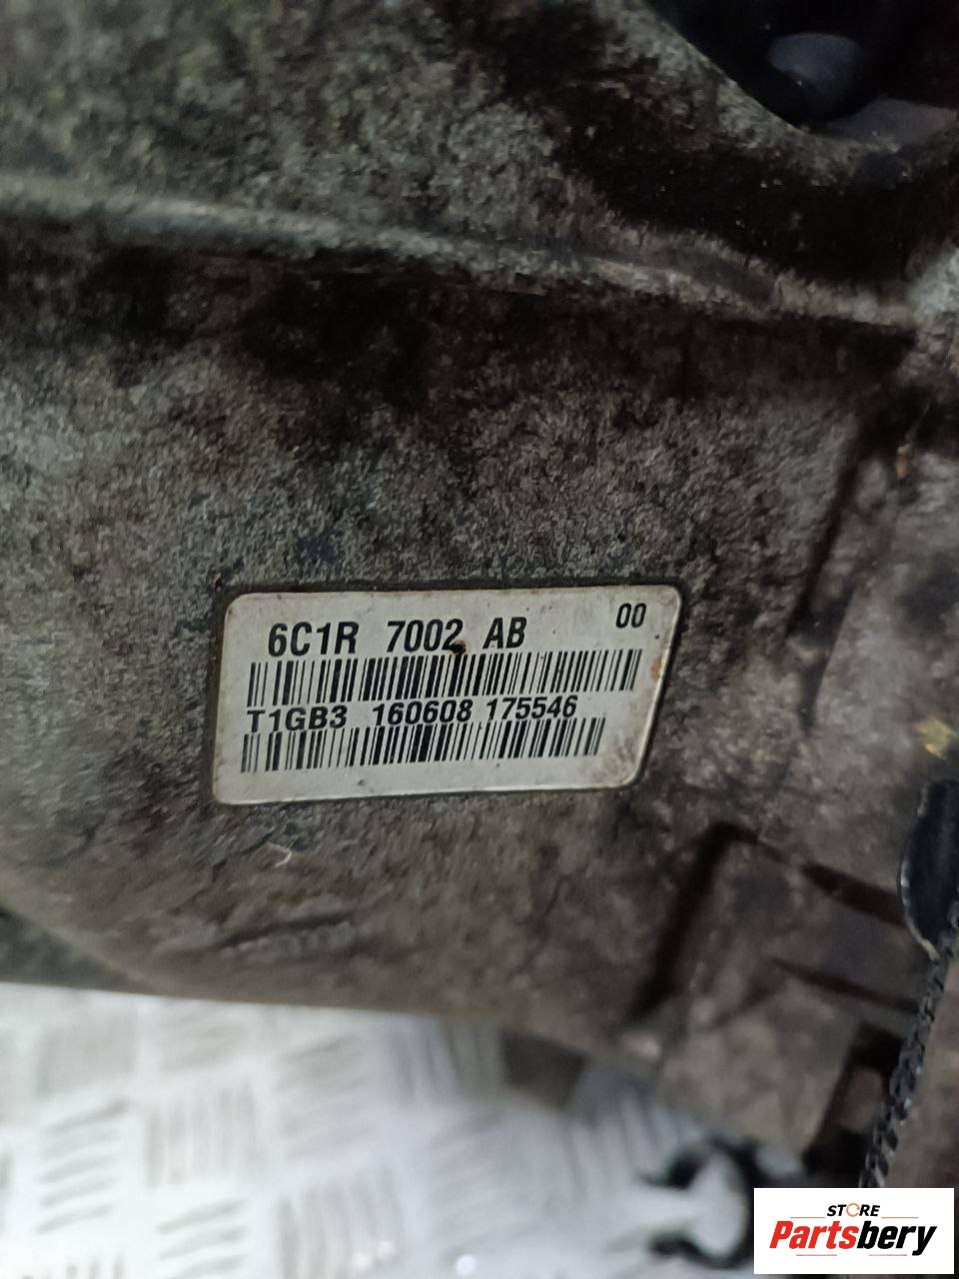 6C1R 7002 AB 00
T1GB3 160608 175546
STORE
Partsbery